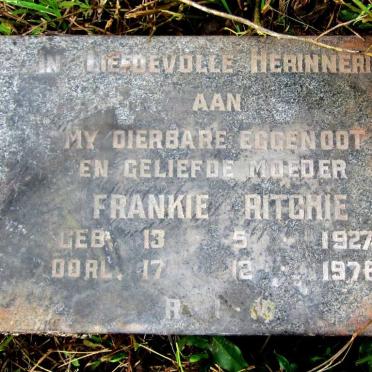 IN LIEFDEVOLLE HERINNERI
AAN
MY DIERBARE EGGENOOT
EN GELIEFDE MOEDER
FRANKIE RITCHIE
GEB. 13 5 1927
OORL. 17 12 1976